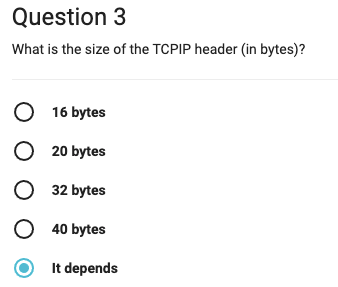 Question 3
What is the size of the TCPIP header (in bytes)?
16 bytes
20 bytes
32 bytes
40 bytes
It depends